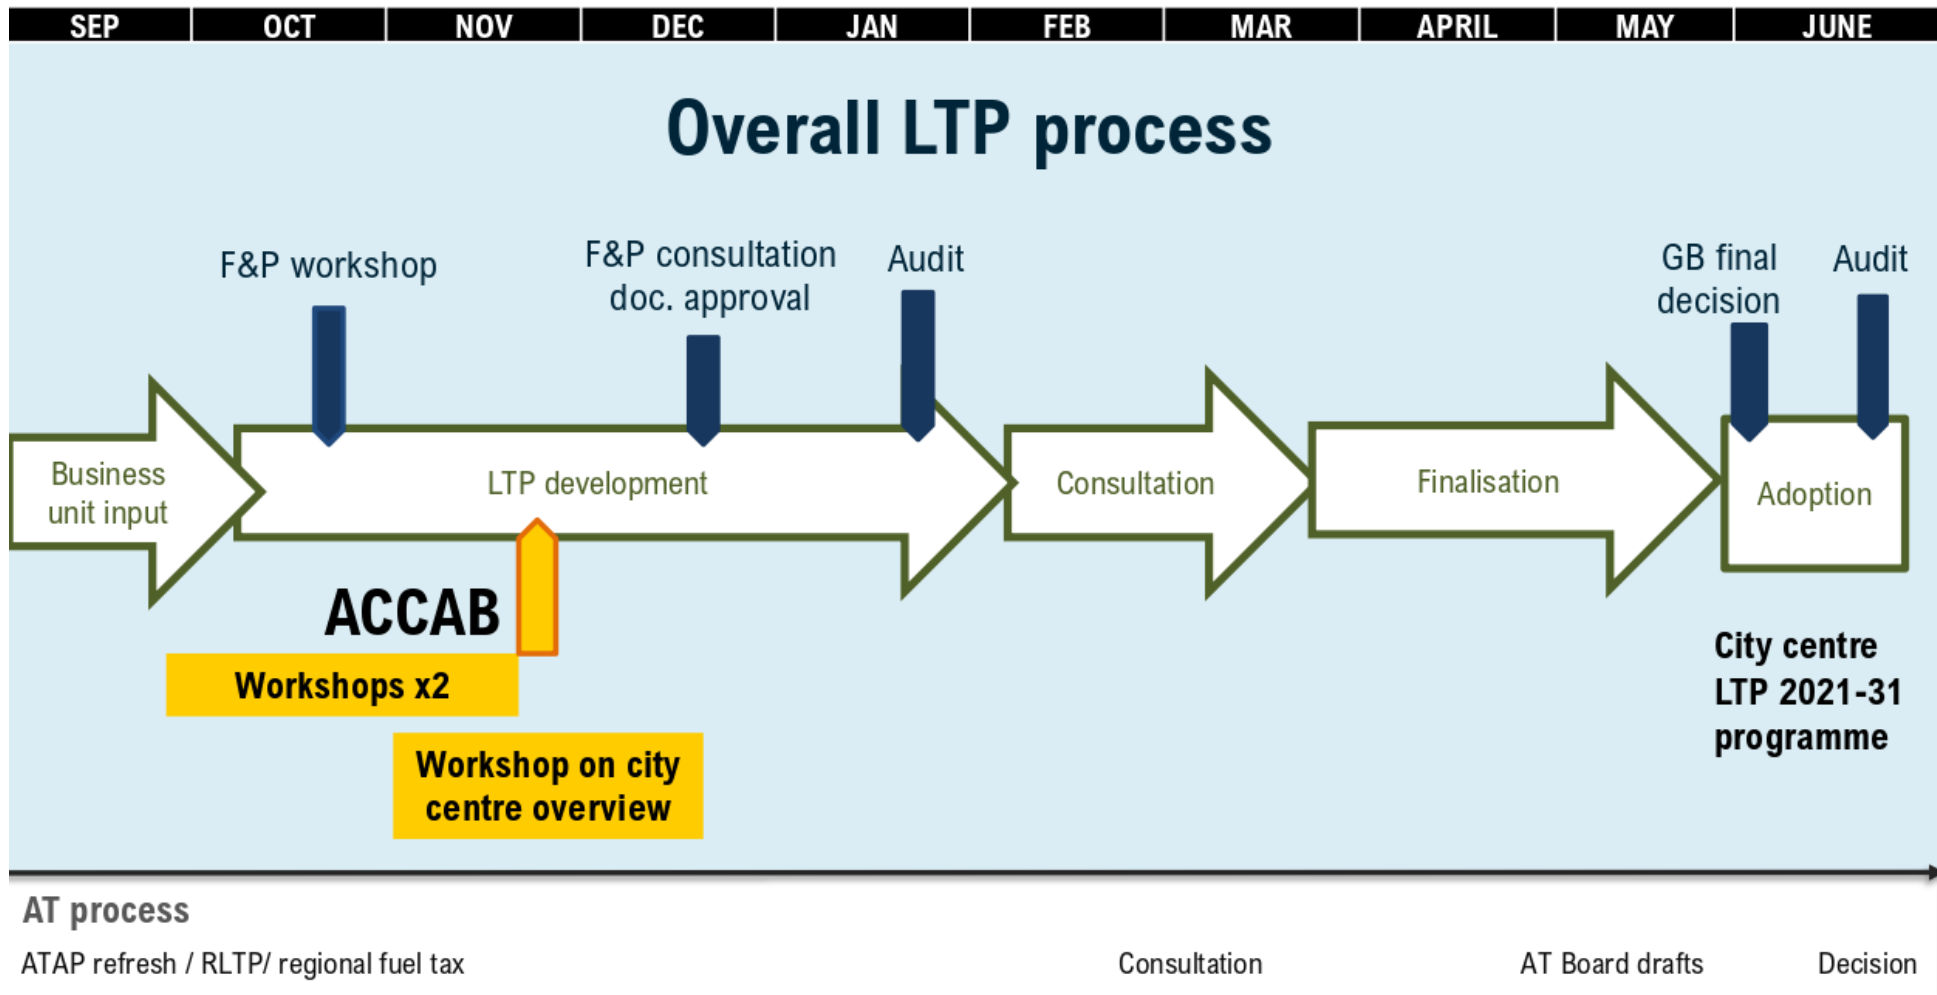 SEP OCT NOV DEC JAN FEB MAR APRIL MAY JUNE
Overall LTP process
F&P workshop
F&P consultation
doc. approval
Audit
GB final
decision
Audit
Business
unit input
LTP development
Consultation
Finalisation
Adoption
ACCAB
Workshops x2
Workshop on city
centre overview
City centre
LTP 2021-31
programme
AT process
ATAP refresh / RLTP/ regional fuel tax
Consultation
AT Board drafts
Decision